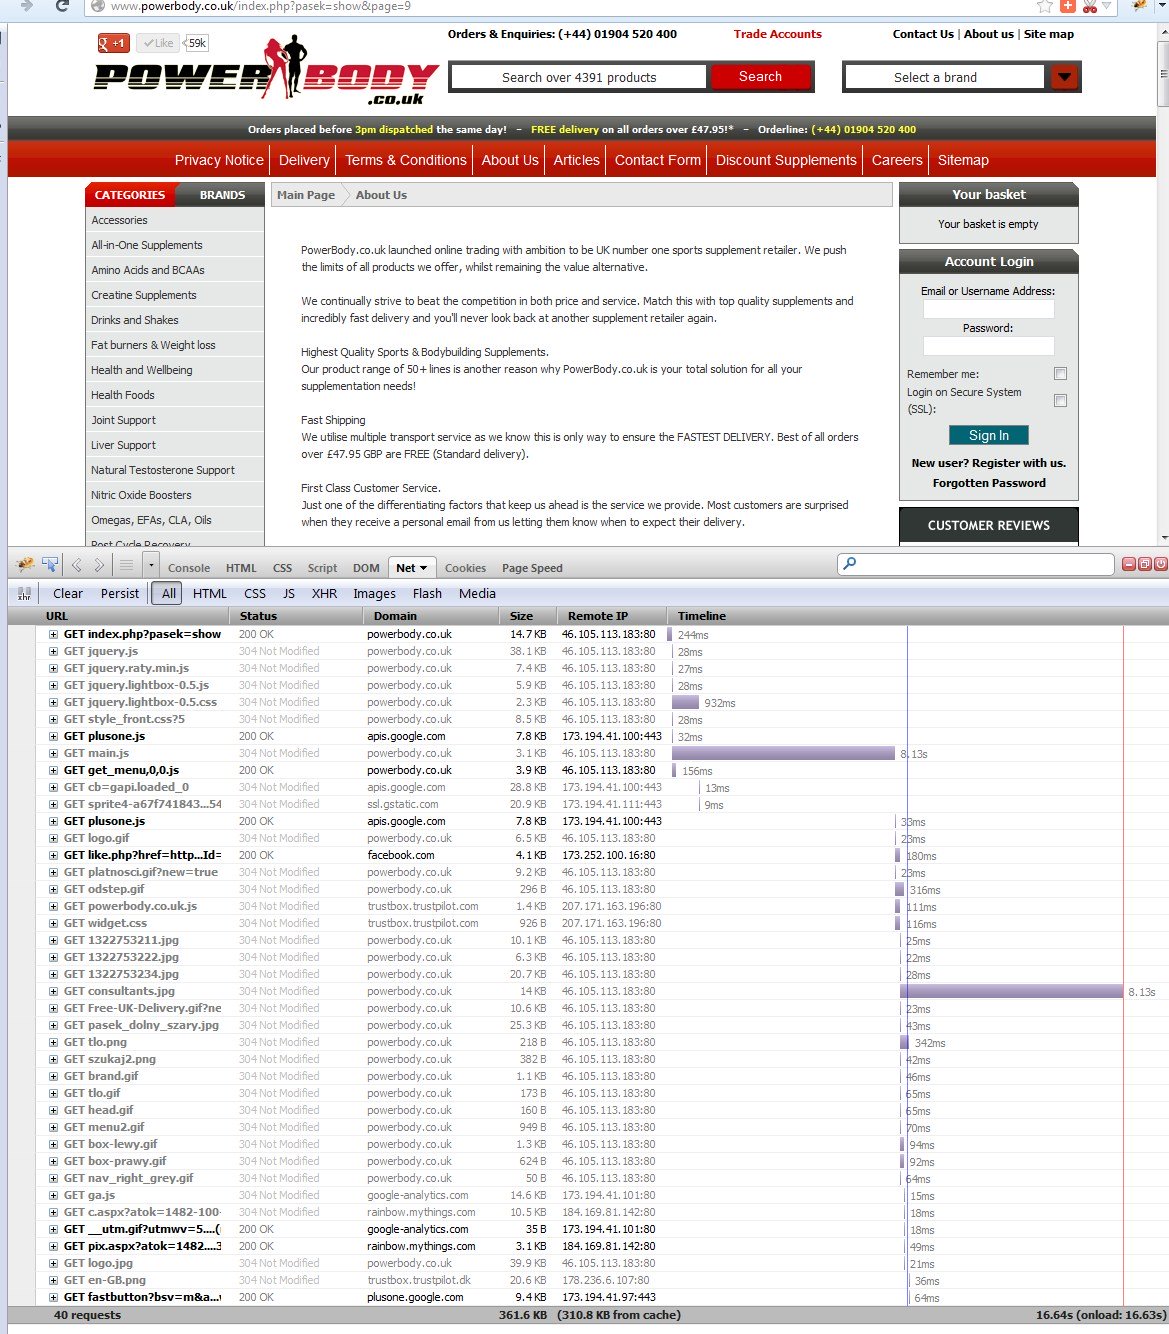 www.powerbody.co.uk/index.php?pasek=show&page=9
+1 Like 59k
Orders & Enquiries: (+44) 01904 520 400 Trade Accounts Contact Us | About us | Site map
POWER BODY
.co.uk
Search over 4391 products Search Select a brand
Orders placed before 3pm dispatched the same day! – FREE delivery on all orders over £47.95!* – Orderline: (+44) 01904 520 400
Privacy Notice Delivery Terms & Conditions About Us Articles Contact Form Discount Supplements Careers Sitemap
CATEGORIES BRANDS
Accessories
All-in-One Supplements
Amino Acids and BCAAs
Creatine Supplements
Drinks and Shakes
Fat burners & Weight loss
Health and Wellbeing
Health Foods
Joint Support
Liver Support
Natural Testosterone Support
Nitric Oxide Boosters
Omegas, EFAs, CLA, Oils
Post Cycle Recovery
Main Page About Us
PowerBody.co.uk launched online trading with ambition to be UK number one sports supplement retailer. We push
the limits of all products we offer, whilst remaining the value alternative.
We continually strive to beat the competition in both price and service. Match this with top quality supplements and
incredibly fast delivery and you'll never look back at another supplement retailer again.
Highest Quality Sports & Bodybuilding Supplements.
Our product range of 50+ lines is another reason why PowerBody.co.uk is your total solution for all your
supplementation needs!
Fast Shipping
We utilise multiple transport service as we know this is only way to ensure the FASTEST DELIVERY. Best of all orders
over £47.95 GBP are FREE (Standard delivery).
First Class Customer Service.
Just one of the differentiating factors that keep us ahead is the service we provide. Most customers are surprised
when they receive a personal email from us letting them know when to expect their delivery.
Your basket
Your basket is empty
Account Login
Email or Username Address:
Password:
Remember me:
Login on Secure System
(SSL):
Sign In
New user? Register with us.
Forgotten Password
CUSTOMER REVIEWS
Console HTML CSS Script DOM Net Cookies Page Speed
Clear Persist All HTML CSS JS XHR Images Flash Media
URL Status Domain Size Remote IP Timeline
GET index.php?pasek=show 200 OK powerbody.co.uk 14.7 KB 46.105.113.183:80 244ms
GET jquery.js 304 Not Modified powerbody.co.uk 38.1 KB 46.105.113.183:80 28ms
GET jquery.raty.min.js 304 Not Modified powerbody.co.uk 7.4 KB 46.105.113.183:80 27ms
GET jquery.lightbox-0.5.js 304 Not Modified powerbody.co.uk 5.9 KB 46.105.113.183:80 28ms
GET jquery.lightbox-0.5.css 304 Not Modified powerbody.co.uk 2.3 KB 46.105.113.183:80 932ms
GET style_front.css?5 304 Not Modified powerbody.co.uk 8.5 KB 46.105.113.183:80 28ms
GET plusone.js 200 OK apis.google.com 7.8 KB 173.194.41.100:443 32ms
GET main.js 304 Not Modified powerbody.co.uk 3.1 KB 46.105.113.183:80 8.13s
GET get_menu,0,0.js 200 OK powerbody.co.uk 3.9 KB 46.105.113.183:80 156ms
GET cb=gapi.loaded_0 304 Not Modified apis.google.com 28.8 KB 173.194.41.100:443 13ms
GET sprite4-a67f741843...54 304 Not Modified ssl.gstatic.com 20.9 KB 173.194.41.111:443 9ms
GET plusone.js 200 OK apis.google.com 7.8 KB 173.194.41.100:443 33ms
GET logo.gif 304 Not Modified powerbody.co.uk 6.5 KB 46.105.113.183:80 23ms
GET like.php?href=http...Id= 200 OK facebook.com 4.1 KB 173.252.100.16:80 180ms
GET platnosci.gif?new=true 304 Not Modified powerbody.co.uk 9.2 KB 46.105.113.183:80 23ms
GET odstep.gif 304 Not Modified powerbody.co.uk 296 B 46.105.113.183:80 316ms
GET powerbody.co.uk.js 304 Not Modified trustbox.trustpilot.com 1.4 KB 207.171.163.196:80 111ms
GET widget.css 304 Not Modified trustbox.trustpilot.com 926 B 207.171.163.196:80 116ms
GET 1322753211.jpg 304 Not Modified powerbody.co.uk 10.1 KB 46.105.113.183:80 25ms
GET 1322753222.jpg 304 Not Modified powerbody.co.uk 6.3 KB 46.105.113.183:80 22ms
GET 1322753234.jpg 304 Not Modified powerbody.co.uk 20.7 KB 46.105.113.183:80 28ms
GET consultants.jpg 304 Not Modified powerbody.co.uk 14 KB 46.105.113.183:80 8.13s
GET Free-UK-Delivery.gif?ne 304 Not Modified powerbody.co.uk 10.6 KB 46.105.113.183:80 23ms
GET pasek_dolny_szary.jpg 304 Not Modified powerbody.co.uk 25.3 KB 46.105.113.183:80 43ms
GET tlo.png 304 Not Modified powerbody.co.uk 218 B 46.105.113.183:80 342ms
GET szukaj2.png 304 Not Modified powerbody.co.uk 382 B 46.105.113.183:80 42ms
GET brand.gif 304 Not Modified powerbody.co.uk 1.1 KB 46.105.113.183:80 46ms
GET tlo.gif 304 Not Modified powerbody.co.uk 173 B 46.105.113.183:80 65ms
GET head.gif 304 Not Modified powerbody.co.uk 160 B 46.105.113.183:80 65ms
GET menu2.gif 304 Not Modified powerbody.co.uk 949 B 46.105.113.183:80 70ms
GET box-lewy.gif 304 Not Modified powerbody.co.uk 1.3 KB 46.105.113.183:80 94ms
GET box-prawy.gif 304 Not Modified powerbody.co.uk 624 B 46.105.113.183:80 92ms
GET nav_right_grey.gif 304 Not Modified powerbody.co.uk 50 B 46.105.113.183:80 64ms
GET ga.js 304 Not Modified google-analytics.com 14.6 KB 173.194.41.101:80 15ms
GET c.aspx?atok=1482-100- 304 Not Modified rainbow.mythings.com 10.5 KB 184.169.81.142:80 18ms
GET __utm.gif?utmwv=5....( 200 OK google-analytics.com 35 B 173.194.41.101:80 18ms
GET pix.aspx?atok=1482....3 200 OK rainbow.mythings.com 3.1 KB 184.169.81.142:80 49ms
GET logo.jpg 304 Not Modified powerbody.co.uk 39.9 KB 46.105.113.183:80 21ms
GET en-GB.png 304 Not Modified trustbox.trustpilot.dk 20.6 KB 178.236.6.107:80 36ms
GET fastbutton?bsv=m&a... 200 OK plusone.google.com 9.4 KB 173.194.41.97:443 64ms
40 requests 361.6 KB (310.8 KB from cache) 16.64s (onload: 16.63s)